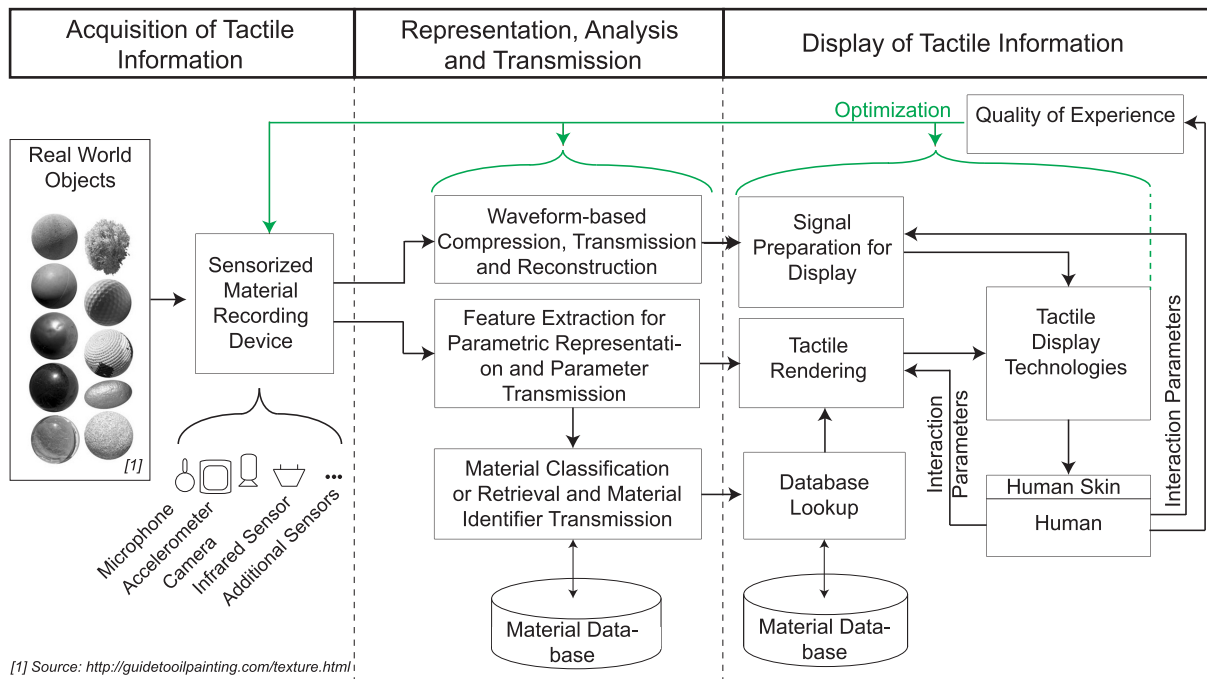 Acquisition of Tactile
Information
Representation, Analysis
and Transmission
Display of Tactile Information
Optimization
Quality of Experience
Real World
Objects
[1]
Sensorized
Material
Recording
Device
Microphone
Accelerometer
Camera
Infrared Sensor
Additional Sensors
Waveform-based
Compression, Transmission
and Reconstruction
Feature Extraction for
Parametric Representati-
on and Parameter
Transmission
Material Classification
or Retrieval and Material
Identifier Transmission
Material Data-
base
Signal
Preparation for
Display
Tactile
Rendering
Database
Lookup
Material Data-
base
Tactile
Display
Technologies
Interaction
Parameters
Human Skin
Human
Interaction Parameters
[1] Source: http://guidetooilpainting.com/texture.html